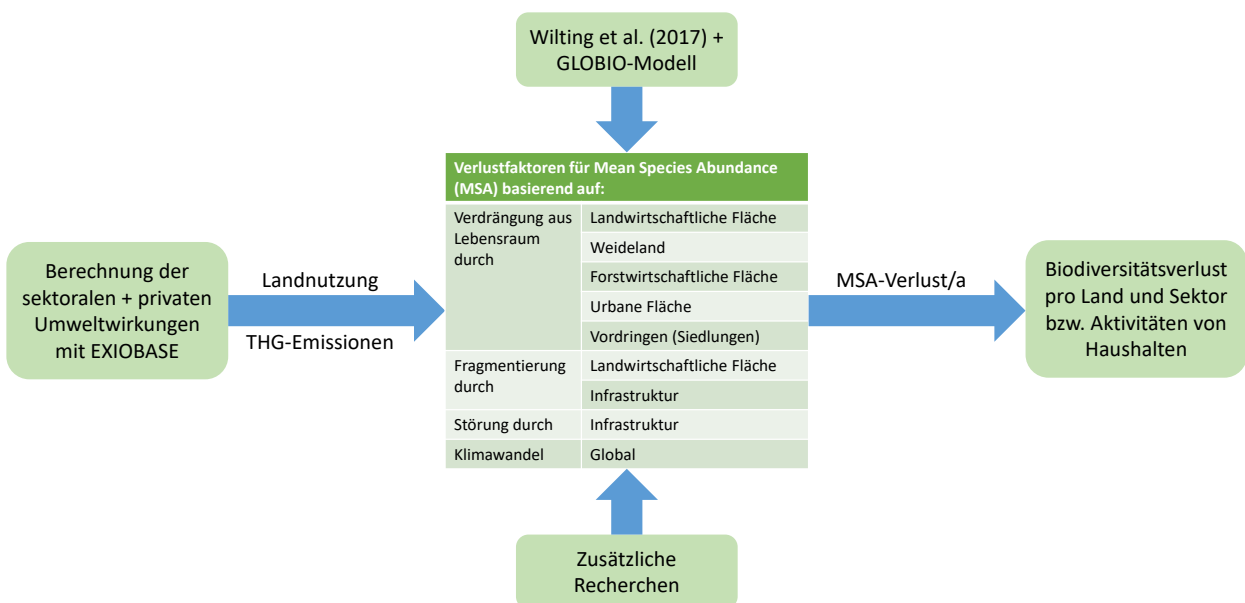 Wilting et al. (2017) +
GLOBIO-Modell
Verlustfaktoren für Mean Species Abundance
(MSA) basierend auf:
Verdrängung aus
Lebensraum
durch
Landwirtschaftliche Fläche
Weideland
Forstwirtschaftliche Fläche
Urbane Fläche
Vordringen (Siedlungen)
Fragmentierung
durch
Landwirtschaftliche Fläche
Infrastruktur
Störung durch
Infrastruktur
Klimawandel
Global
Berechnung der
sektoralen + privaten
Umweltwirkungen
mit EXIOBASE
Landnutzung
THG-Emissionen
MSA-Verlust/a
Biodiversitätsverlust
pro Land und Sektor
bzw. Aktivitäten von
Haushalten
Zusätzliche
Recherchen